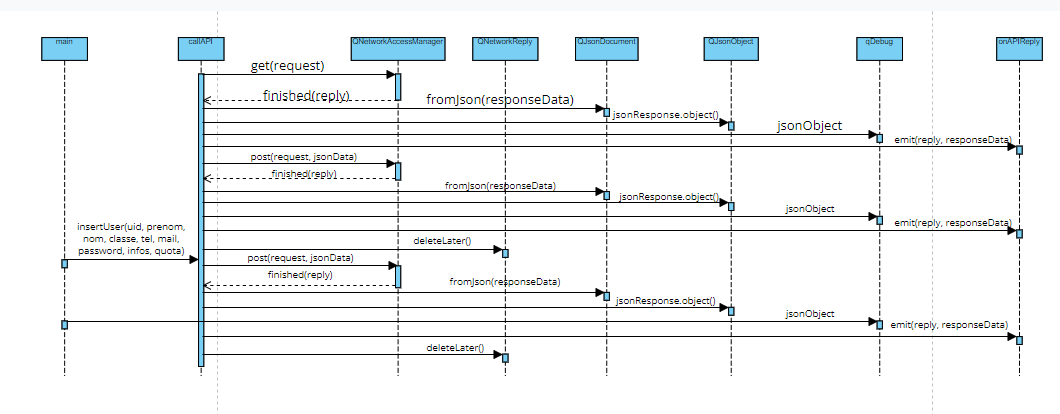 main
callAPI
QNetworkAccessManager
QNetworkReply
QJsonDocument
QJsonObject
qDebug
onAPIReply
get(request)
finished(reply)
fromJson(responseData)
jsonResponse.object()
jsonObject
emit(reply, responseData)
post(request, jsonData)
finished(reply)
fromJson(responseData)
jsonResponse.object()
jsonObject
emit(reply, responseData)
insertUser(uid, prenom,
nom, classe, tel, mail,
password, infos, quota)
deleteLater()
post(request, jsonData)
finished(reply)
fromJson(responseData)
jsonResponse.object()
jsonObject
emit(reply, responseData)
deleteLater()